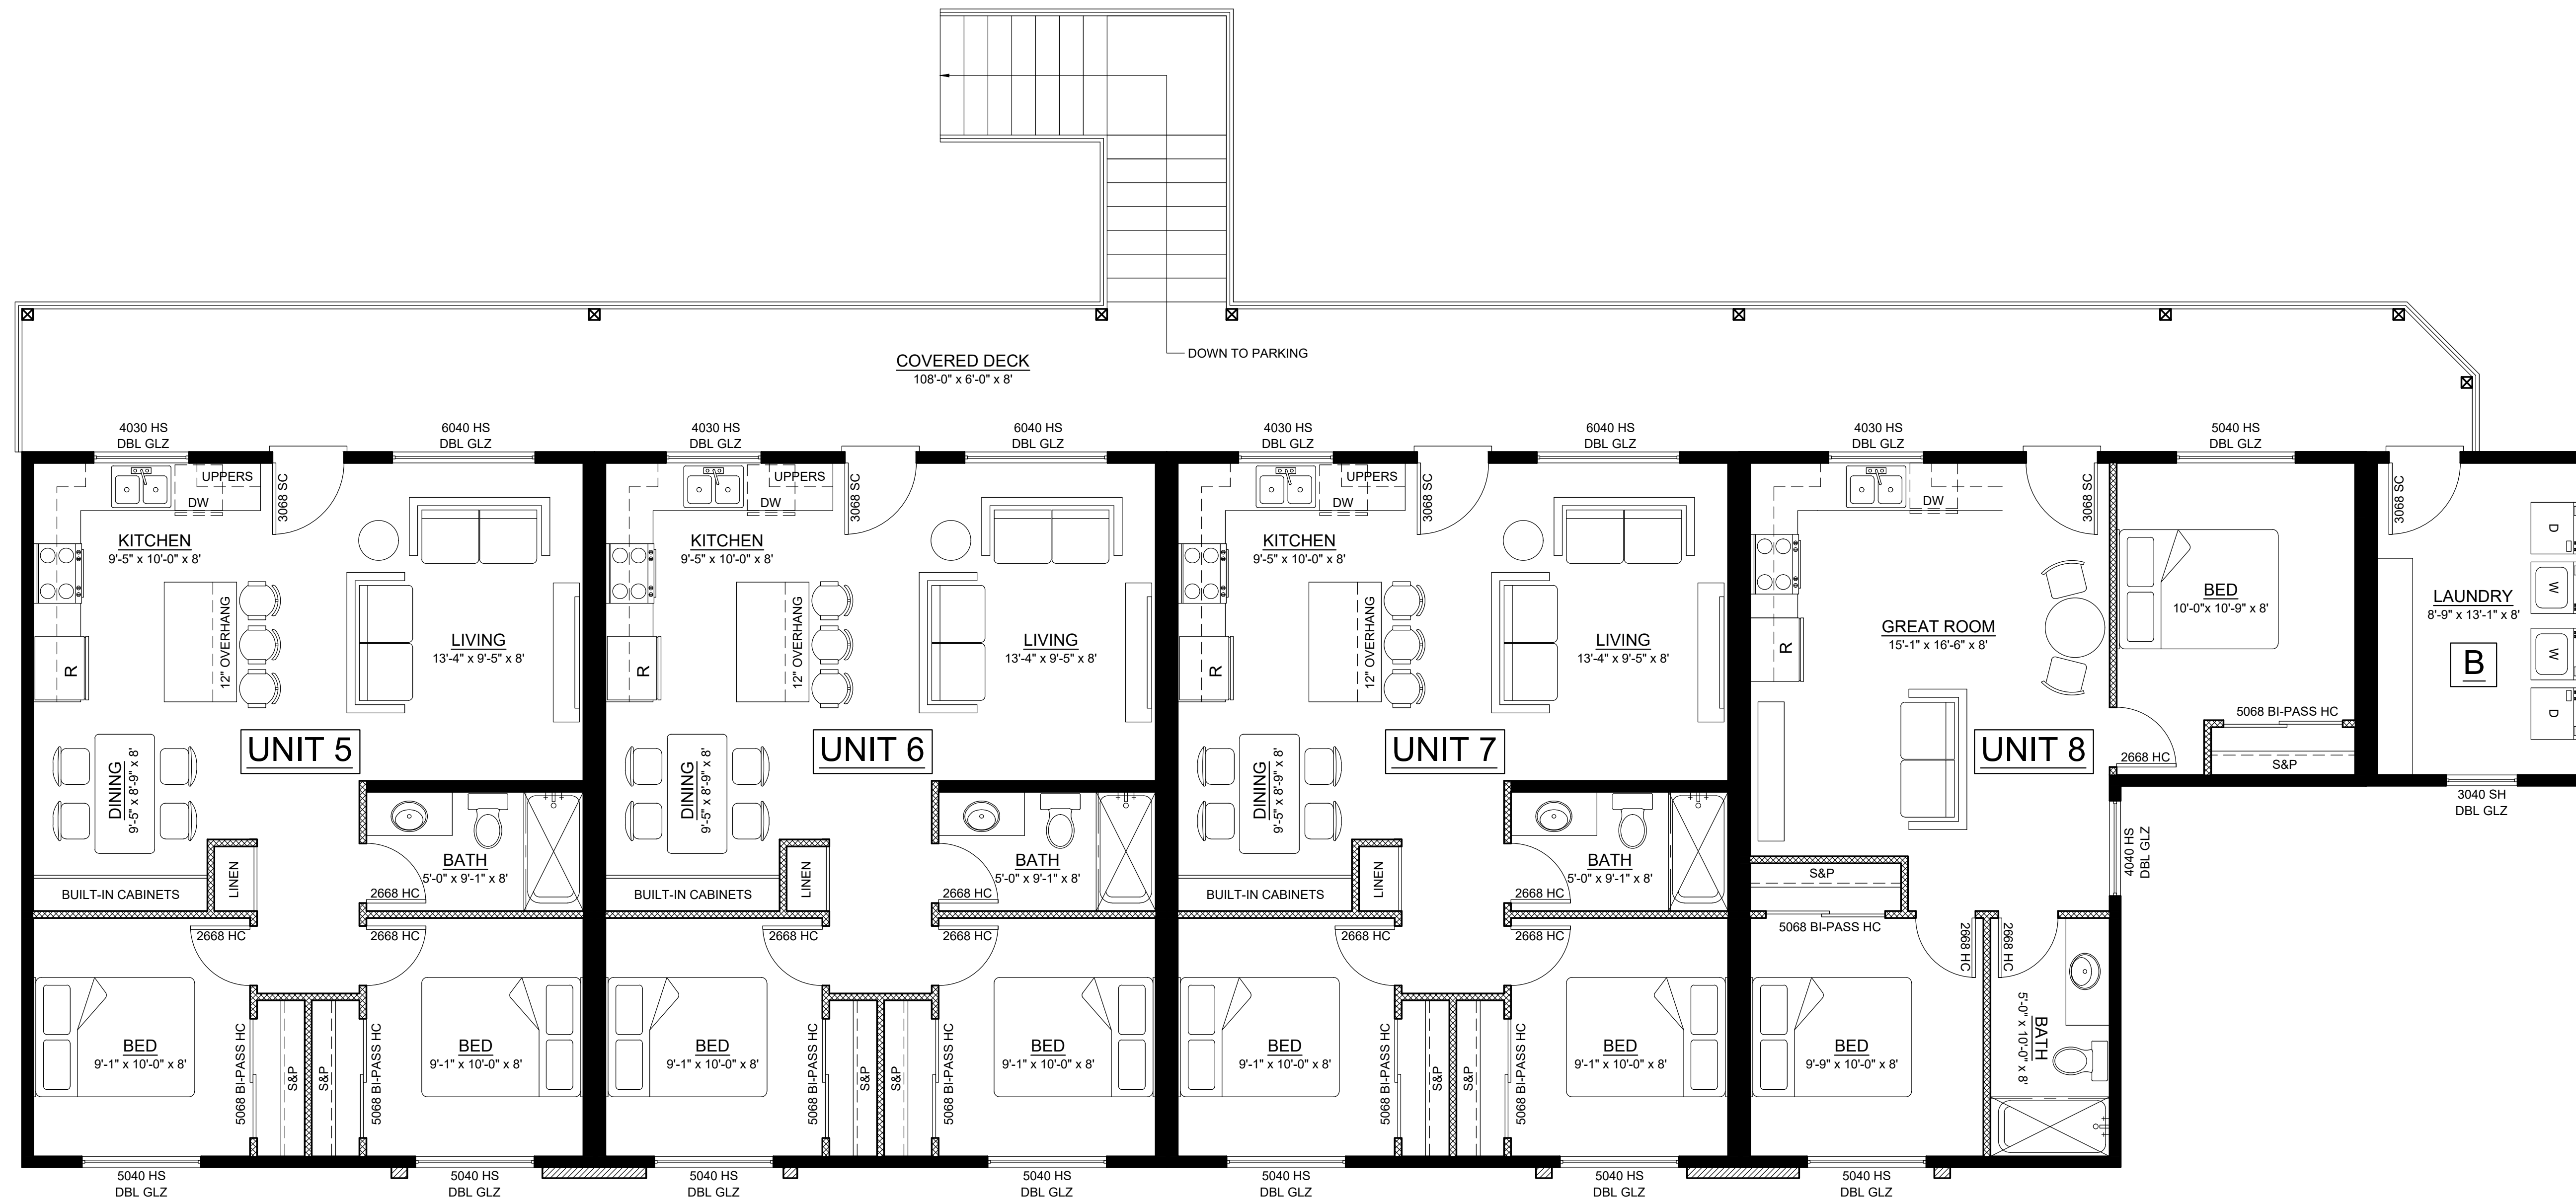 DOWN TO PARKING
COVERED DECK
108'-0" x 6'-0" x 8'
4030 HS
DBL GLZ
6040 HS
DBL GLZ
4030 HS
DBL GLZ
6040 HS
DBL GLZ
4030 HS
DBL GLZ
6040 HS
DBL GLZ
4030 HS
DBL GLZ
5040 HS
DBL GLZ
UPPERS
DW
3068 SC
KITCHEN
9'-5" x 10'-0" x 8'
12" OVERHANG
R
LIVING
13'-4" x 9'-5" x 8'
UNIT 5
DINING
9'-5" x 8'-9" x 8'
LINEN
BUILT-IN CABINETS
BATH
5'-0" x 9'-1" x 8'
2668 HC
2668 HC
2668 HC
BED
9'-1" x 10'-0" x 8'
5068 BI-PASS HC
S&P
S&P
5068 BI-PASS HC
BED
9'-1" x 10'-0" x 8'
5040 HS
DBL GLZ
5040 HS
DBL GLZ
UPPERS
DW
3068 SC
KITCHEN
9'-5" x 10'-0" x 8'
12" OVERHANG
R
LIVING
13'-4" x 9'-5" x 8'
UNIT 6
DINING
9'-5" x 8'-9" x 8'
LINEN
BUILT-IN CABINETS
BATH
5'-0" x 9'-1" x 8'
2668 HC
2668 HC
2668 HC
BED
9'-1" x 10'-0" x 8'
5068 BI-PASS HC
S&P
S&P
5068 BI-PASS HC
BED
9'-1" x 10'-0" x 8'
5040 HS
DBL GLZ
5040 HS
DBL GLZ
UPPERS
DW
3068 SC
KITCHEN
9'-5" x 10'-0" x 8'
12" OVERHANG
R
LIVING
13'-4" x 9'-5" x 8'
UNIT 7
DINING
9'-5" x 8'-9" x 8'
LINEN
BUILT-IN CABINETS
BATH
5'-0" x 9'-1" x 8'
2668 HC
2668 HC
2668 HC
BED
9'-1" x 10'-0" x 8'
5068 BI-PASS HC
S&P
S&P
5068 BI-PASS HC
BED
9'-1" x 10'-0" x 8'
5040 HS
DBL GLZ
5040 HS
DBL GLZ
DW
3068 SC
R
GREAT ROOM
15'-1" x 16'-6" x 8'
UNIT 8
BED
10'-0"x 10'-9" x 8'
5068 BI-PASS HC
S&P
2668 HC
4040 HS
DBL GLZ
S&P
5068 BI-PASS HC
2668 HC
2668 HC
BATH
5'-0" x 10'-0" x 8'
BED
9'-9" x 10'-0" x 8'
5040 HS
DBL GLZ
3068 SC
LAUNDRY
8'-9" x 13'-1" x 8'
B
D
W
W
D
3040 SH
DBL GLZ